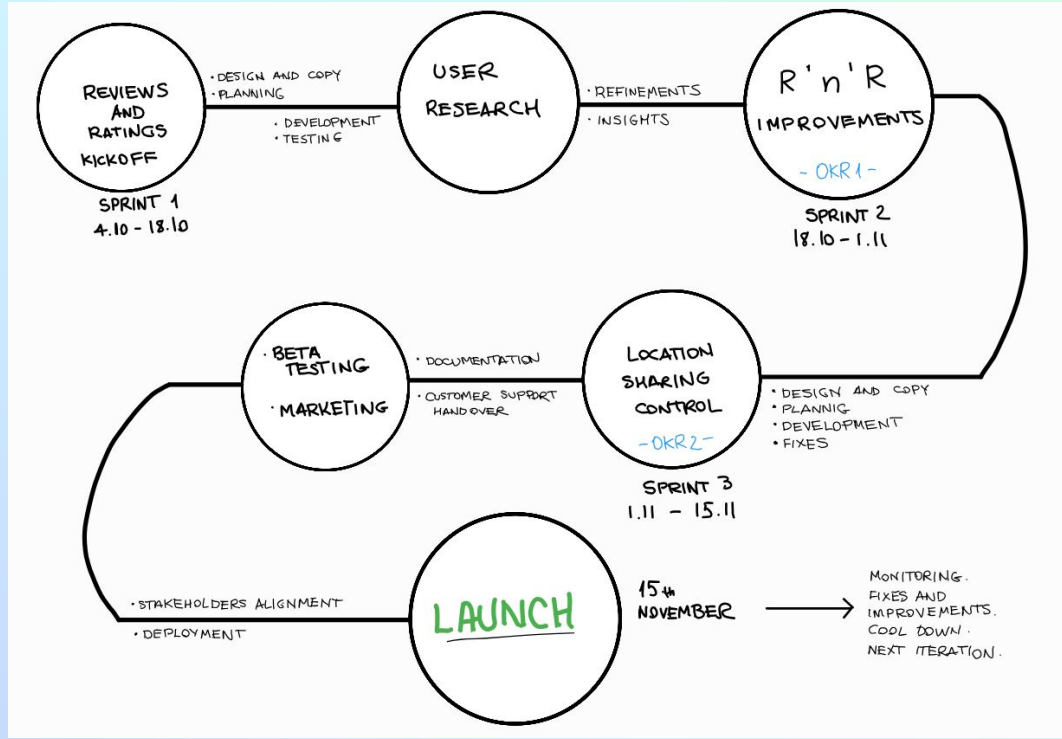 REVIEWS
AND
RATINGS
KICKOFF
SPRINT 1
4.10 - 18.10
• DESIGN AND COPY
• PLANNING
• DEVELOPMENT
• TESTING
USER
RESEARCH
• REFINEMENTS
• INSIGHTS
R'n'R
IMPROVEMENTS
- OKR1 -
SPRINT 2
18.10 - 1.11
• DESIGN AND COPY
• PLANNIG
• DEVELOPMENT
• FIXES
LOCATION
SHARING
CONTROL
- OKR2 -
SPRINT 3
1.11 - 15.11
• DOCUMENTATION
• CUSTOMER SUPPORT
HANDOVER
• BETA
TESTING
• MARKETING
• STAKEHOLDERS ALIGNMENT
• DEPLOYMENT
LAUNCH
15th
NOVEMBER
MONITORING.
FIXES AND
IMPROVEMENTS.
COOL DOWN.
NEXT ITERATION.